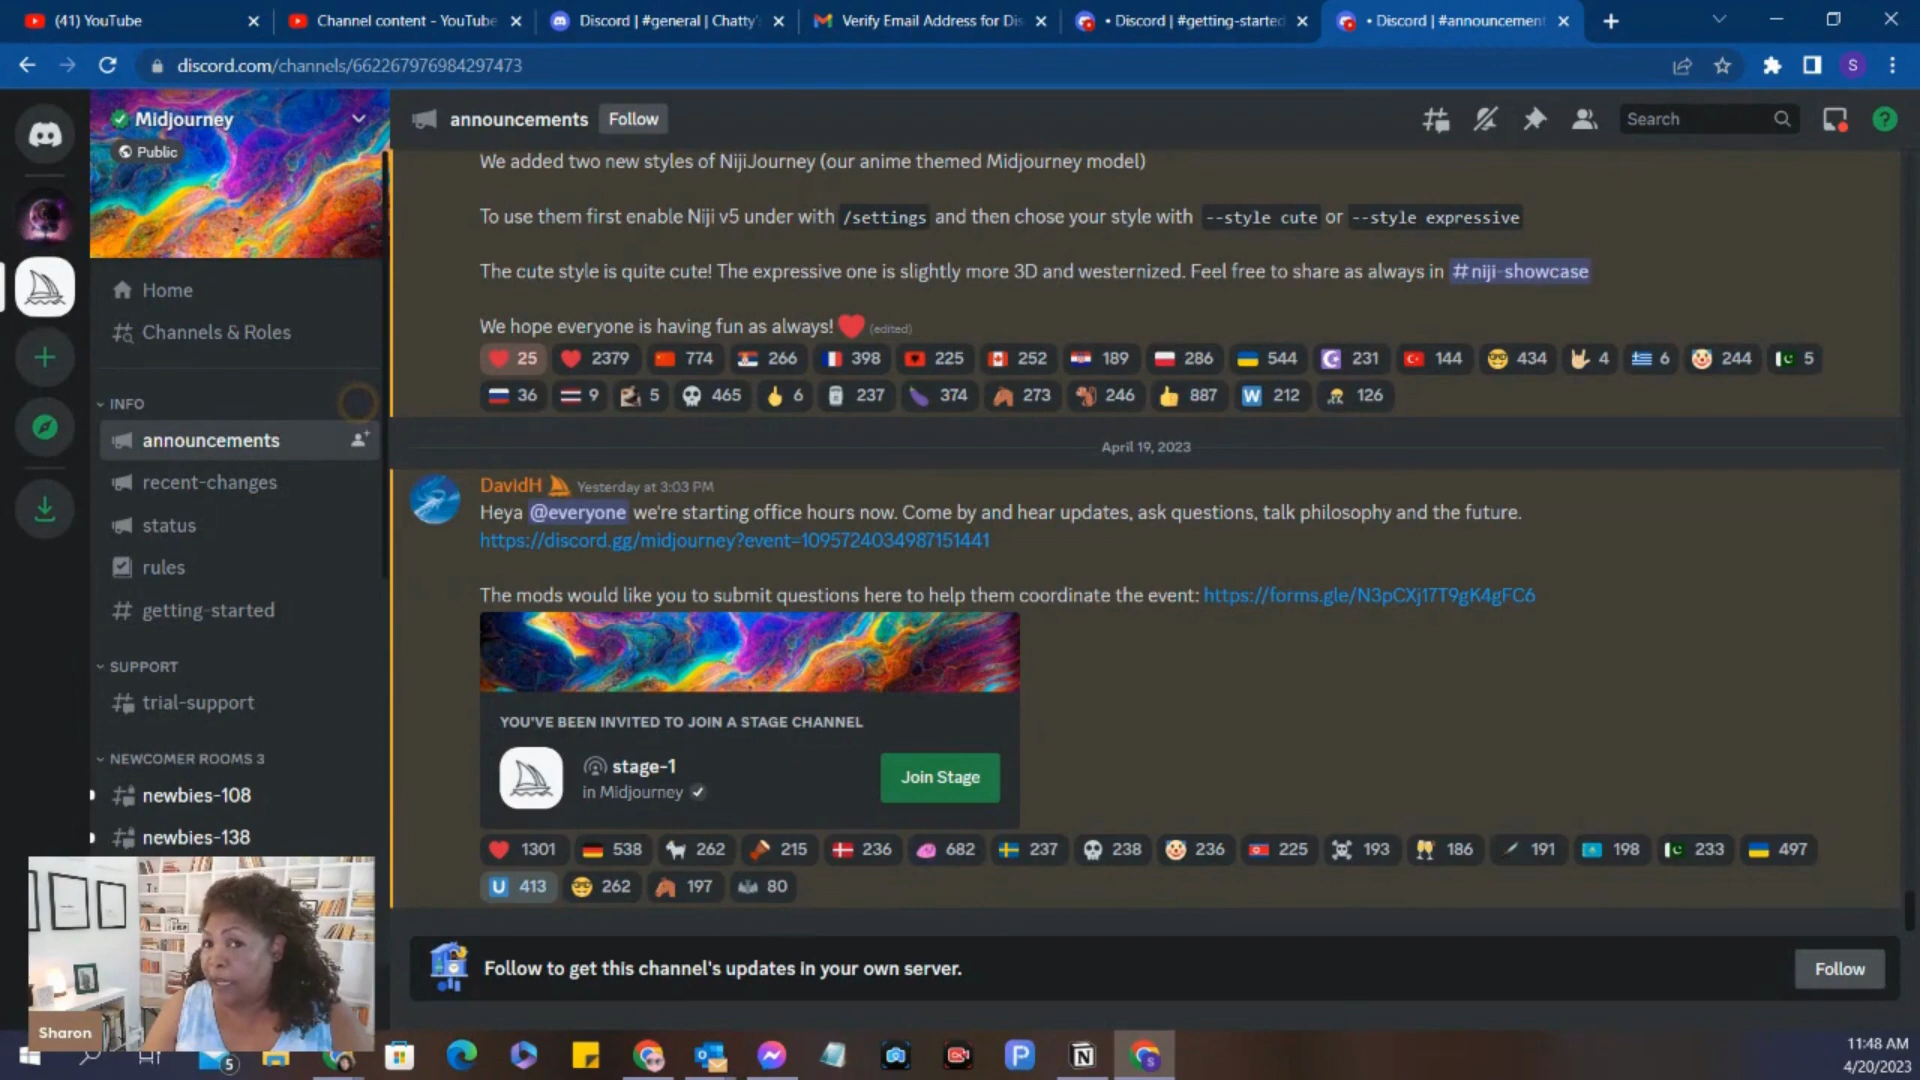 (41) YouTube
Channel content - YouTube
Discord | #general | Chatty'
Verify Email Address for Dis
• Discord | #getting-started
• Discord | #announcement
discord.com/channels/662267976984297473
S
Midjourney
Public
announcements
Follow
Search
We added two new styles of NijiJourney (our anime themed Midjourney model)
To use them first enable Niji v5 under with /settings and then chose your style with --style cute or --style expressive
Home
The cute style is quite cute! The expressive one is slightly more 3D and westernized. Feel free to share as always in #niji-showcase
Channels & Roles
We hope everyone is having fun as always! (edited)
25 2379 774 266 398 225 252 189 286 544 231 144 434 4 6 244 5
36 9 5 465 6 237 374 273 246 887 W 212 126
INFO
announcements
recent-changes
status
rules
getting-started
SUPPORT
trial-support
NEWCOMER ROOMS 3
newbies-108
newbies-138
April 19, 2023
DavidH Yesterday at 3:03 PM
Heya @everyone we're starting office hours now. Come by and hear updates, ask questions, talk philosophy and the future.
https://discord.gg/midjourney?event=1095724034987151441
The mods would like you to submit questions here to help them coordinate the event: https://forms.gle/N3pCXj17T9gK4gFC6
YOU'VE BEEN INVITED TO JOIN A STAGE CHANNEL
stage-1
in Midjourney
Join Stage
1301 538 262 215 236 682 237 238 236 225 193 186 191 198 233 497
U 413 262 197 80
Follow to get this channel's updates in your own server.
Follow
Sharon
5
P
N
S
11:48 AM
4/20/2023